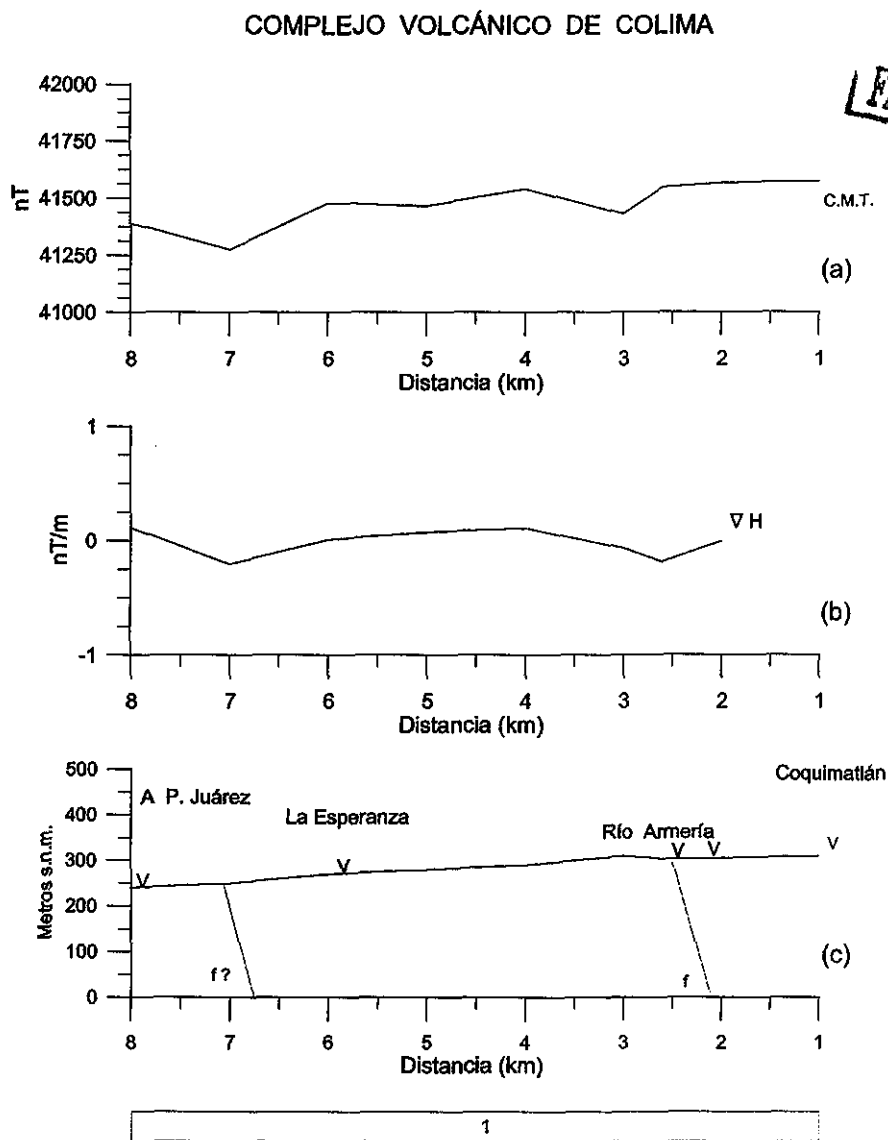 COMPLEJO VOLCÁNICO DE COLIMA
42000
41750
41500
41250
41000
nT
C.M.T.
(a)
8 7 6 5 4 3 2 1
Distancia (km)
1
0
-1
nT/m
∇ H
(b)
8 7 6 5 4 3 2 1
Distancia (km)
500
400
300
200
100
0
Metros s.n.m.
Coquimatlán
A P. Juárez
La Esperanza
Río Armería
V V V V V
f ?
f
(c)
8 7 6 5 4 3 2 1
Distancia (km)
1